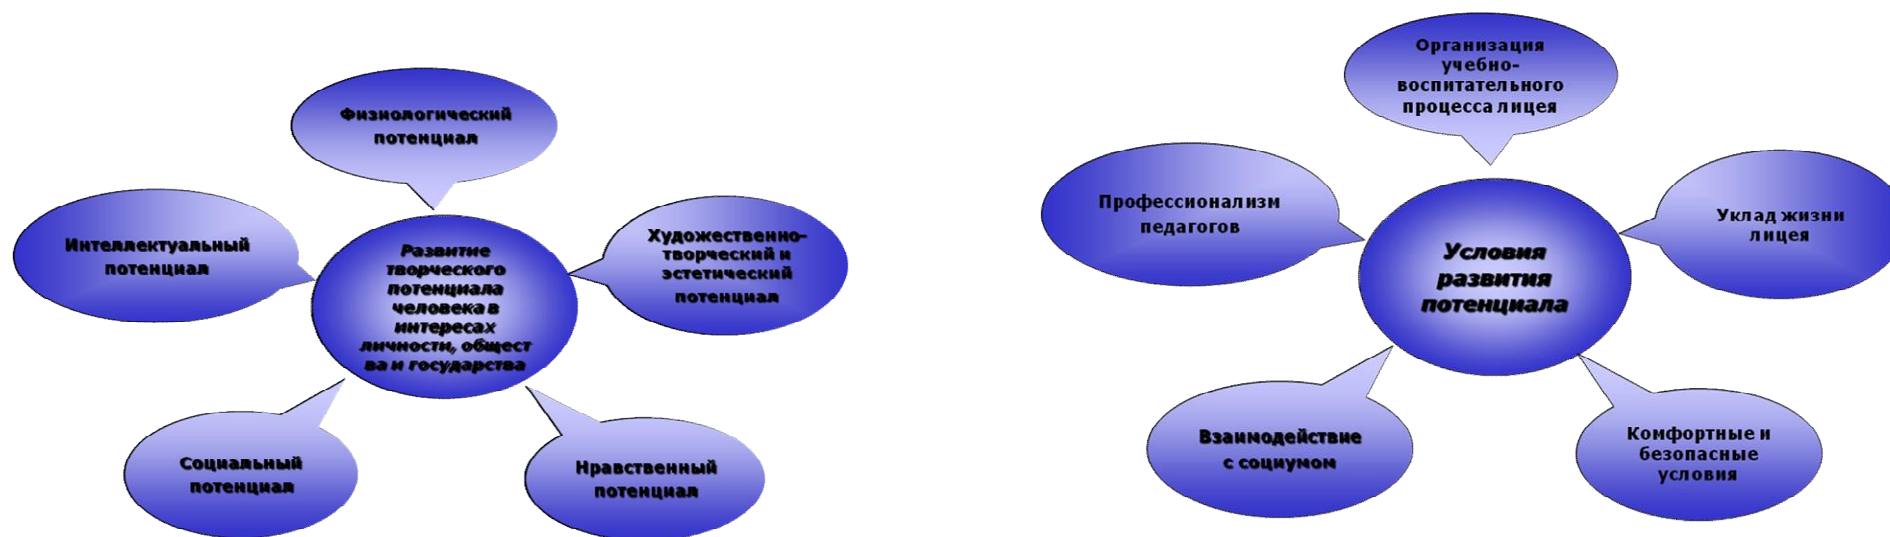 Физиологический
потенциал
Интеллектуальный
потенциал
Развитие
творческого
потенциала
человека в
интересах
личности, общест
ва и государства
Художественно-
творческий и
эстетический
потенциал
Социальный
потенциал
Нравственный
потенциал
Организация
учебно-
воспитательного
процесса лицея
Профессионализм
педагогов
Условия
развития
потенциала
Уклад жизни
лицея
Взаимодействие
с социумом
Комфортные и
безопасные
условия